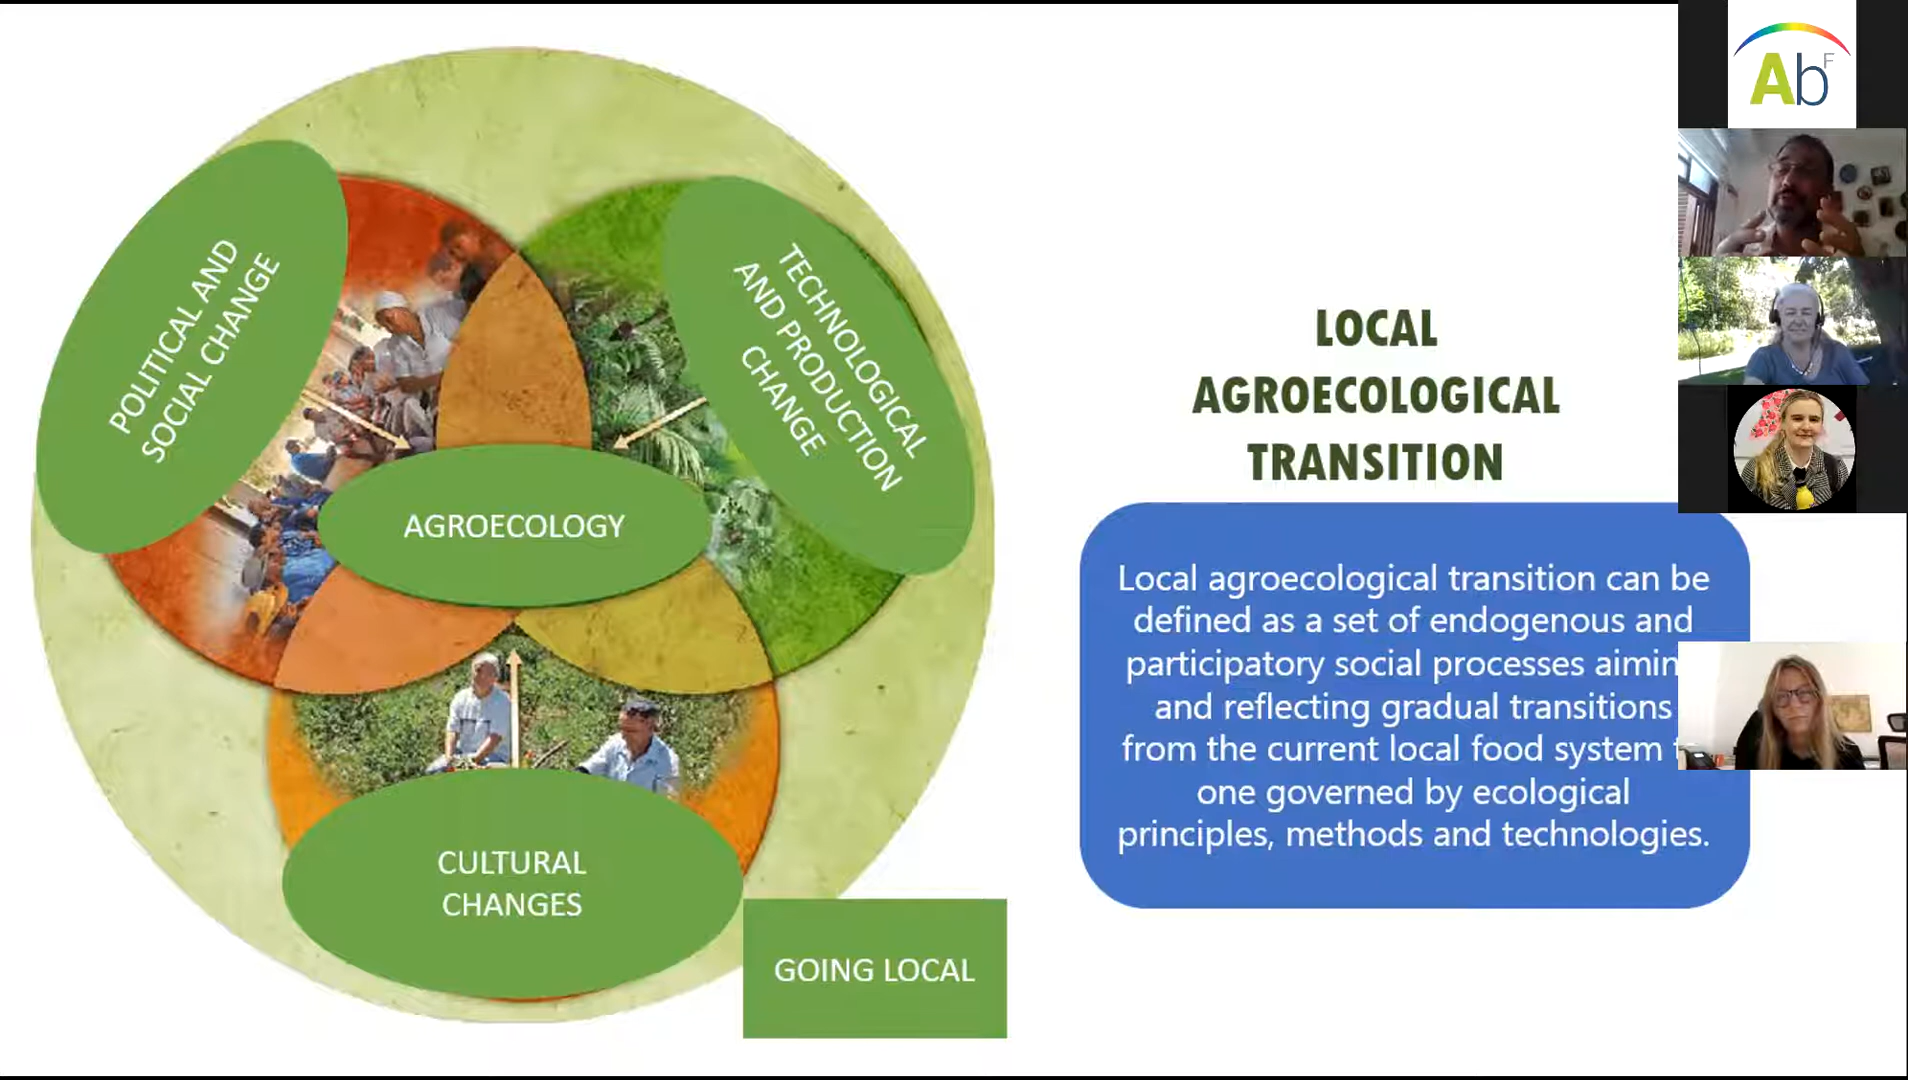 POLITICAL AND
SOCIAL CHANGE
TECHNOLOGICAL
AND PRODUCTION
CHANGE
AGROECOLOGY
CULTURAL
CHANGES
GOING LOCAL
LOCAL
AGROECOLOGICAL
TRANSITION
Local agroecological transition can be
defined as a set of endogenous and
participatory social processes aimin
and reflecting gradual transitions
from the current local food system
one governed by ecological
principles, methods and technologies.
Ab F